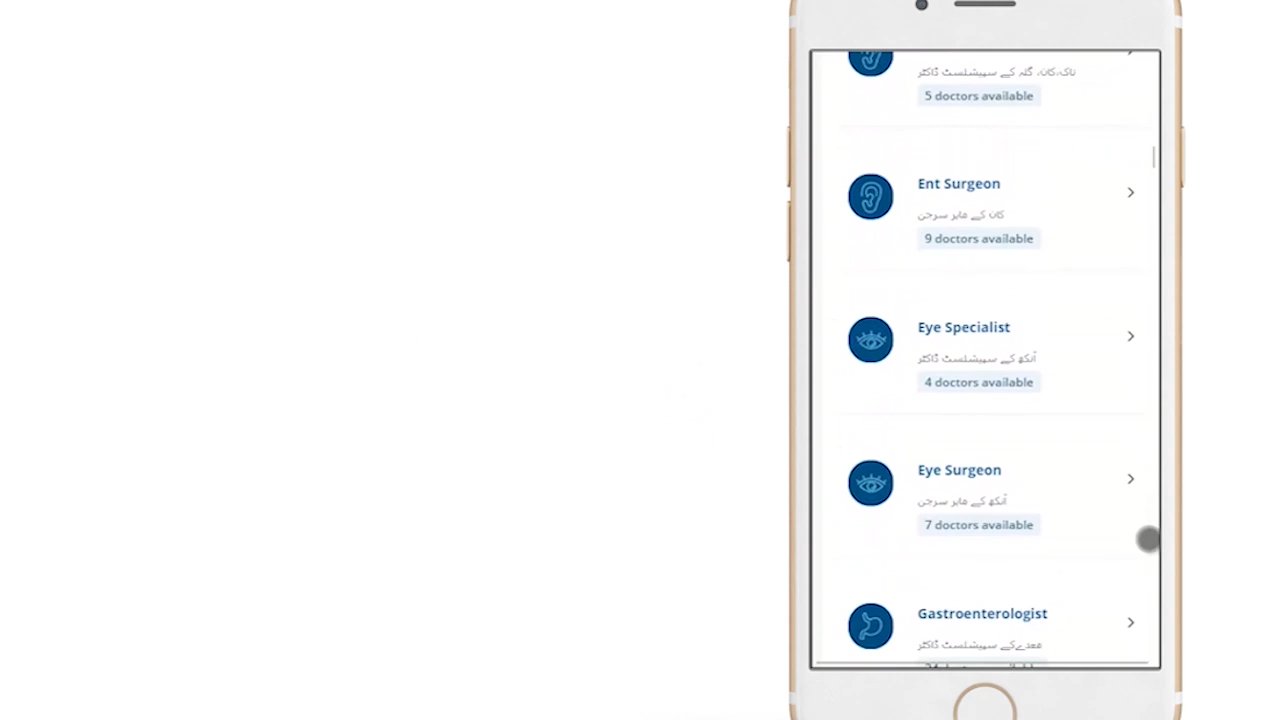 ناک،کان، گلہ کے سپیشلسٹ ڈاکٹر
5 doctors available
Ent Surgeon
کان کے ماہر سرجن
9 doctors available
Eye Specialist
آنکھ کے سپیشلسٹ ڈاکٹر
4 doctors available
Eye Surgeon
آنکھ کے ماہر سرجن
7 doctors available
Gastroenterologist
معدےکے سپیشلسٹ ڈاکٹر